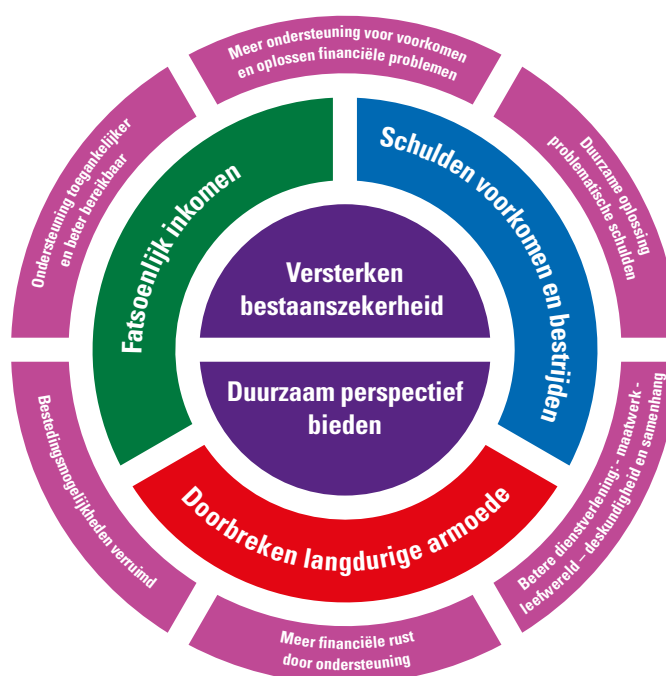 Meer ondersteuning voor voorkomen
en oplossen financiële problemen
Duurzame oplossing
problematische schulden
Betere dienstverlening: - maatwerk -
leefwereld – deskundigheid en samenhang
Meer financiële rust
door ondersteuning
Bestedingsmogelijkheden verruimd
Ondersteuning toegankelijker
en beter bereikbaar
Fatsoenlijk inkomen
Schulden voorkomen en bestrijden
Doorbreken langdurige armoede
Versterken
bestaanszekerheid
Duurzaam perspectief
bieden